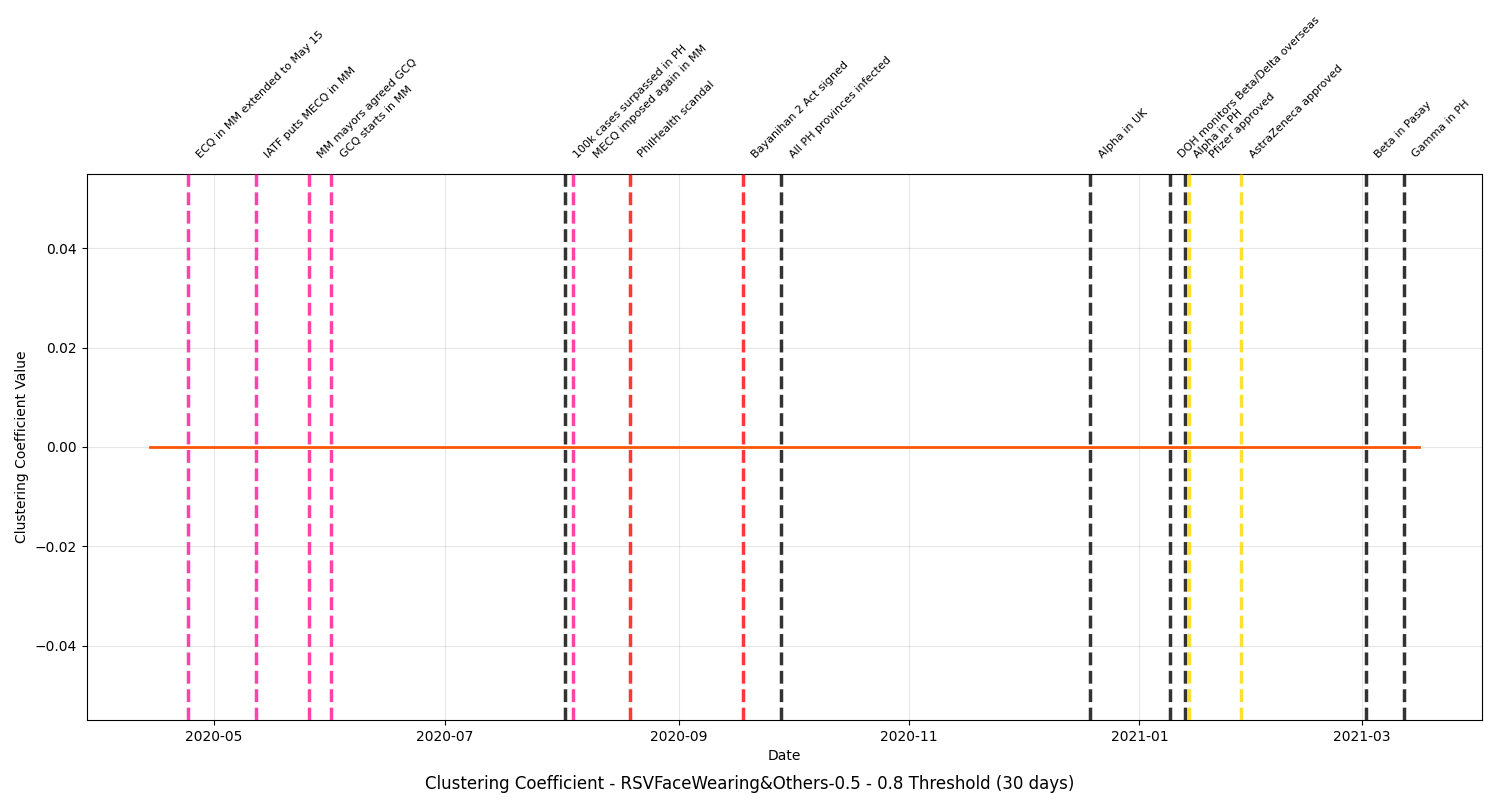 ECQ in MM extended to May 15
IATF puts MECQ in MM
MM mayors agreed GCQ
GCQ starts in MM
100k cases surpassed in PH
MECQ imposed again in MM
PhilHealth scandal
Bayanihan 2 Act signed
All PH provinces infected
Alpha in UK
DOH monitors Beta/Delta overseas
Alpha in PH
Pfizer approved
AstraZeneca approved
Beta in Pasay
Gamma in PH
Clustering Coefficient Value
0.04
0.02
0.00
−0.02
−0.04
2020-05
2020-07
2020-09
2020-11
2021-01
2021-03
Date
Clustering Coefficient - RSVFaceWearing&Others-0.5 - 0.8 Threshold (30 days)